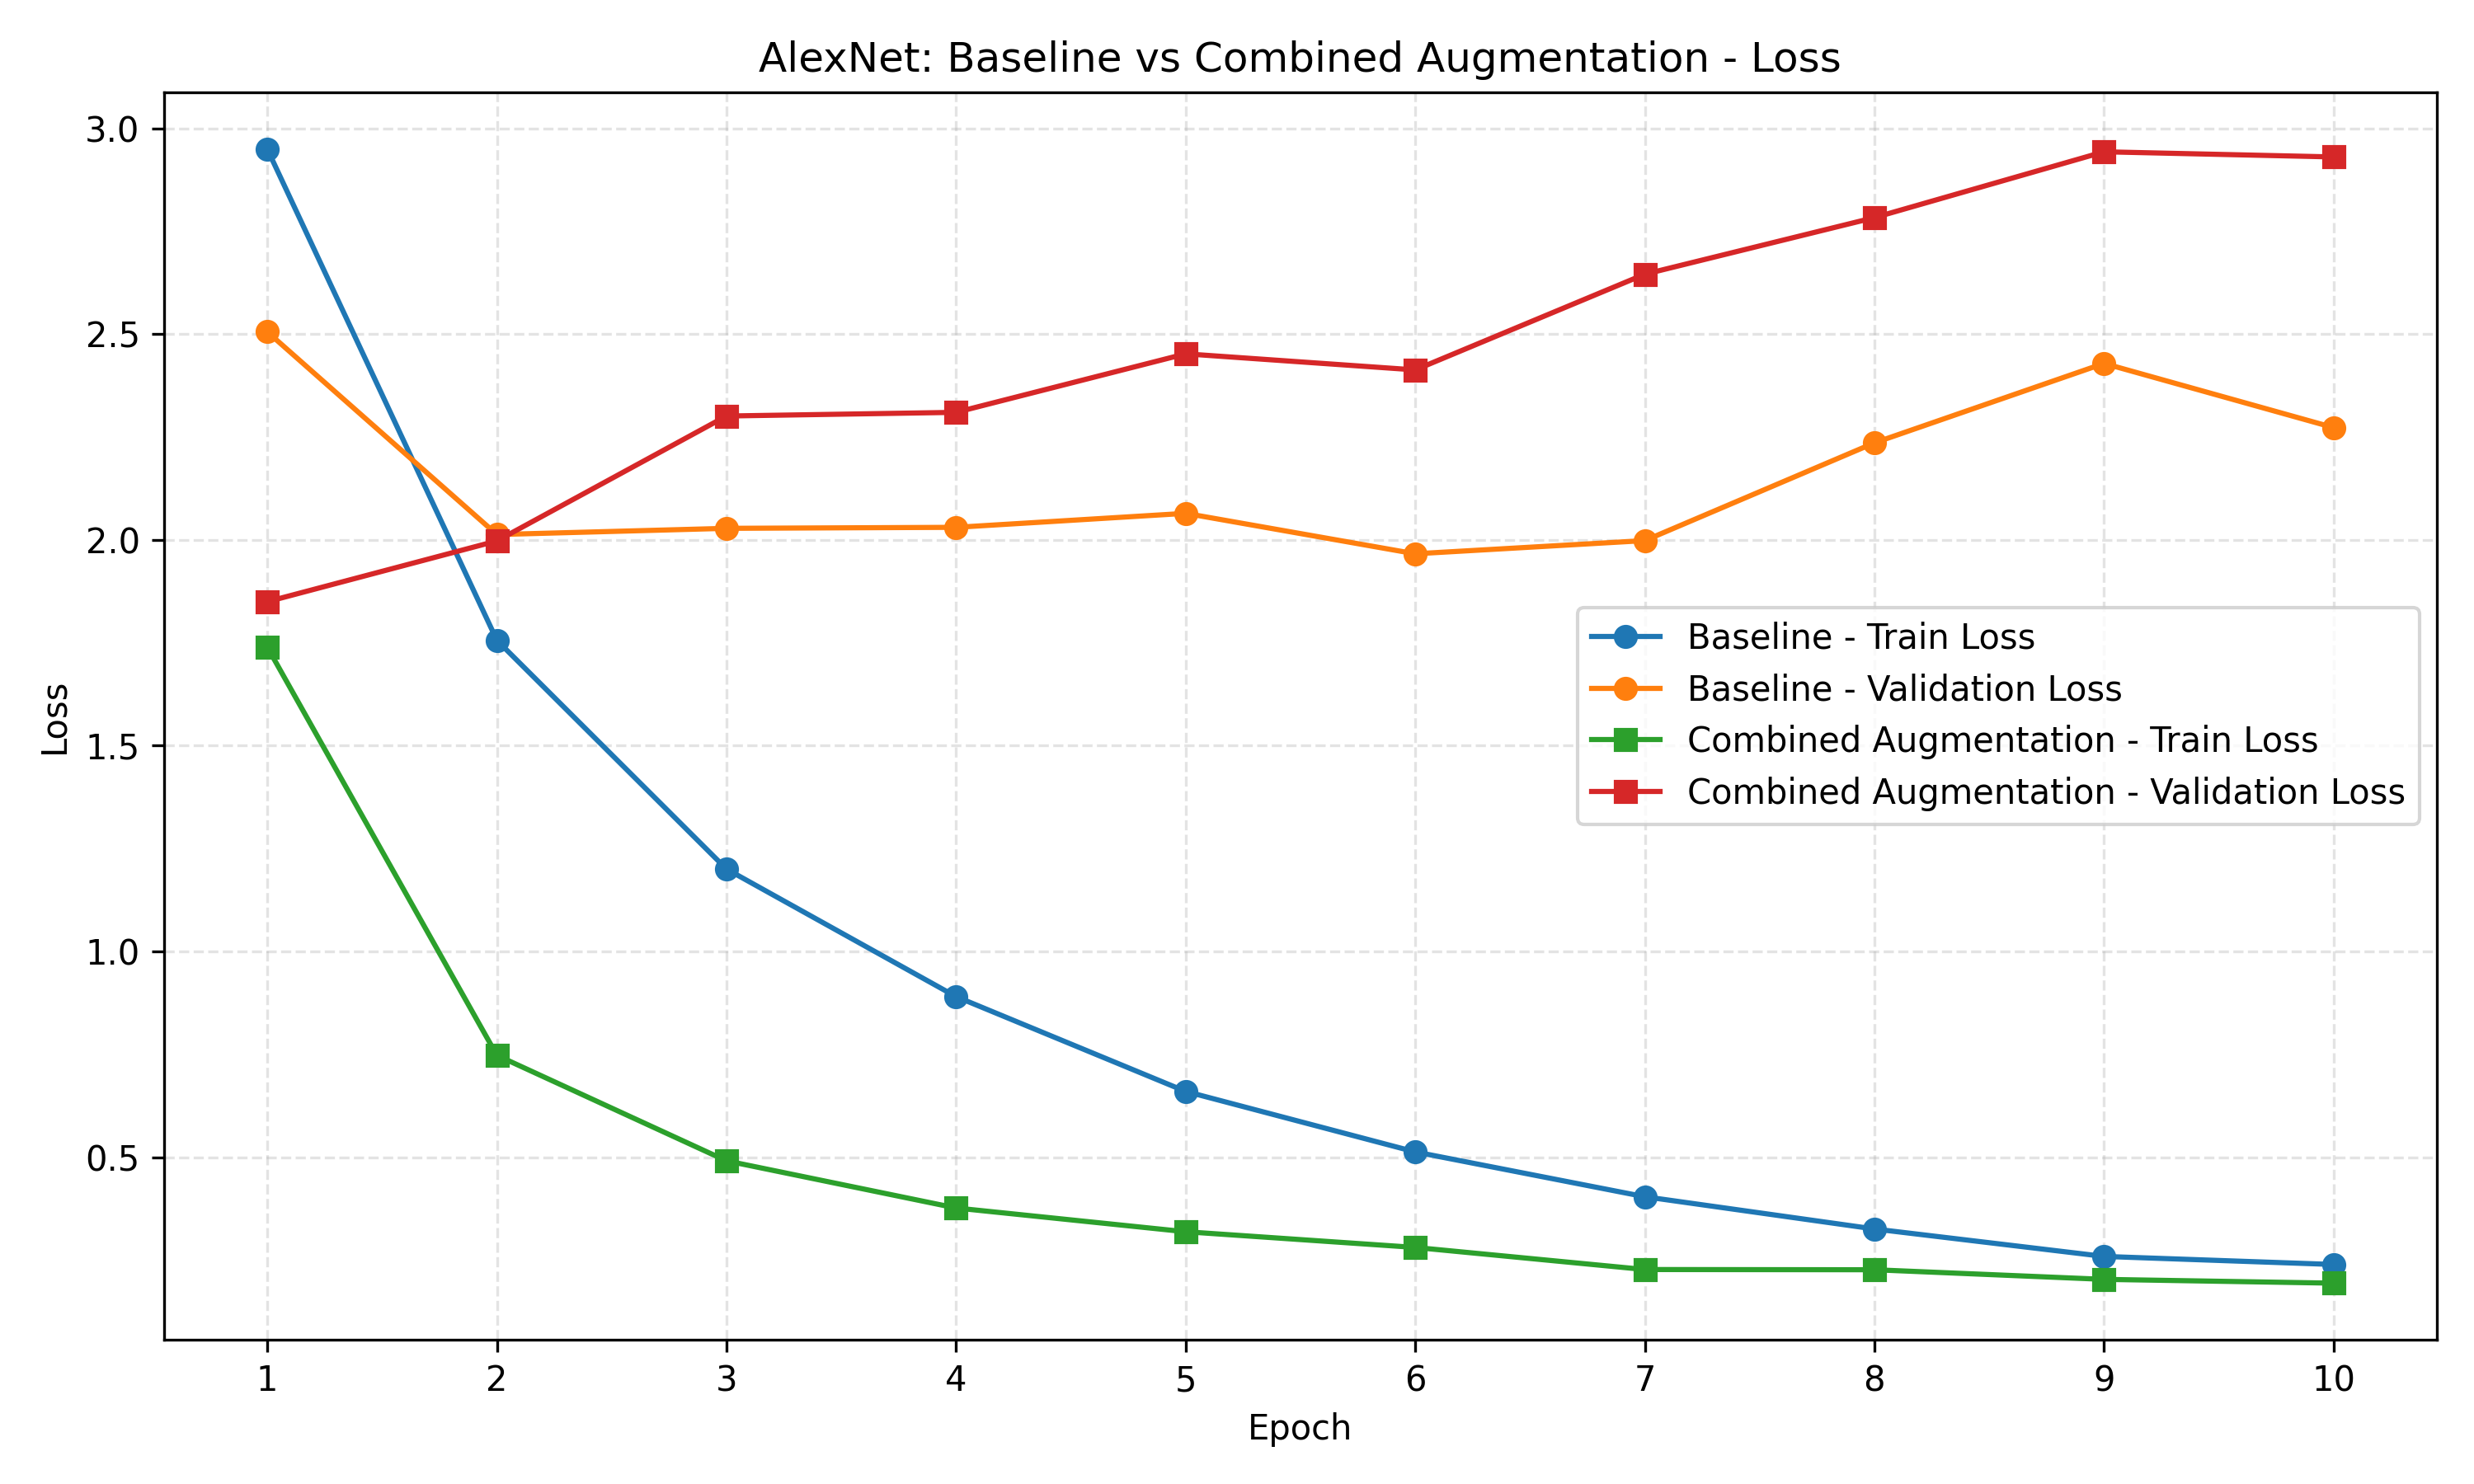 AlexNet: Baseline vs Combined Augmentation - Loss
3.0
2.5
2.0
1.5
1.0
0.5
Loss
Baseline - Train Loss
Baseline - Validation Loss
Combined Augmentation - Train Loss
Combined Augmentation - Validation Loss
1 2 3 4 5 6 7 8 9 10
Epoch